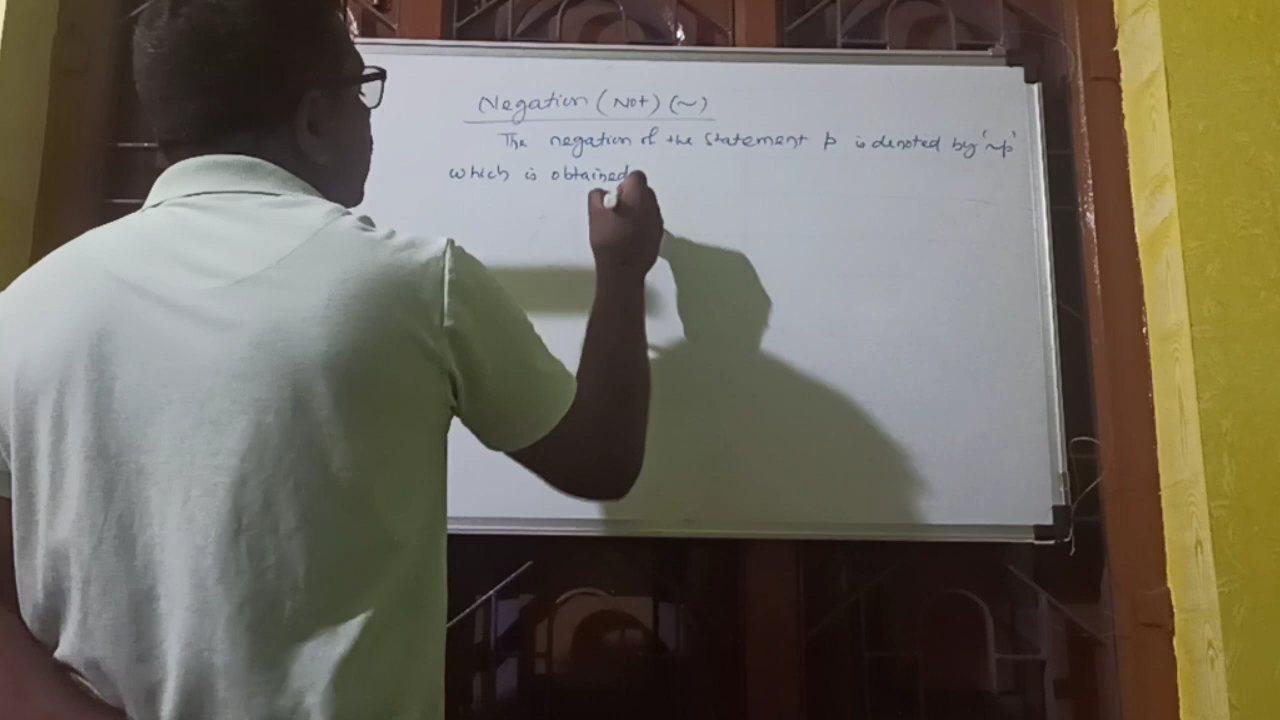 Negation (Not) (~)
The negation of the statement p is denoted by '~p'
which is obtained